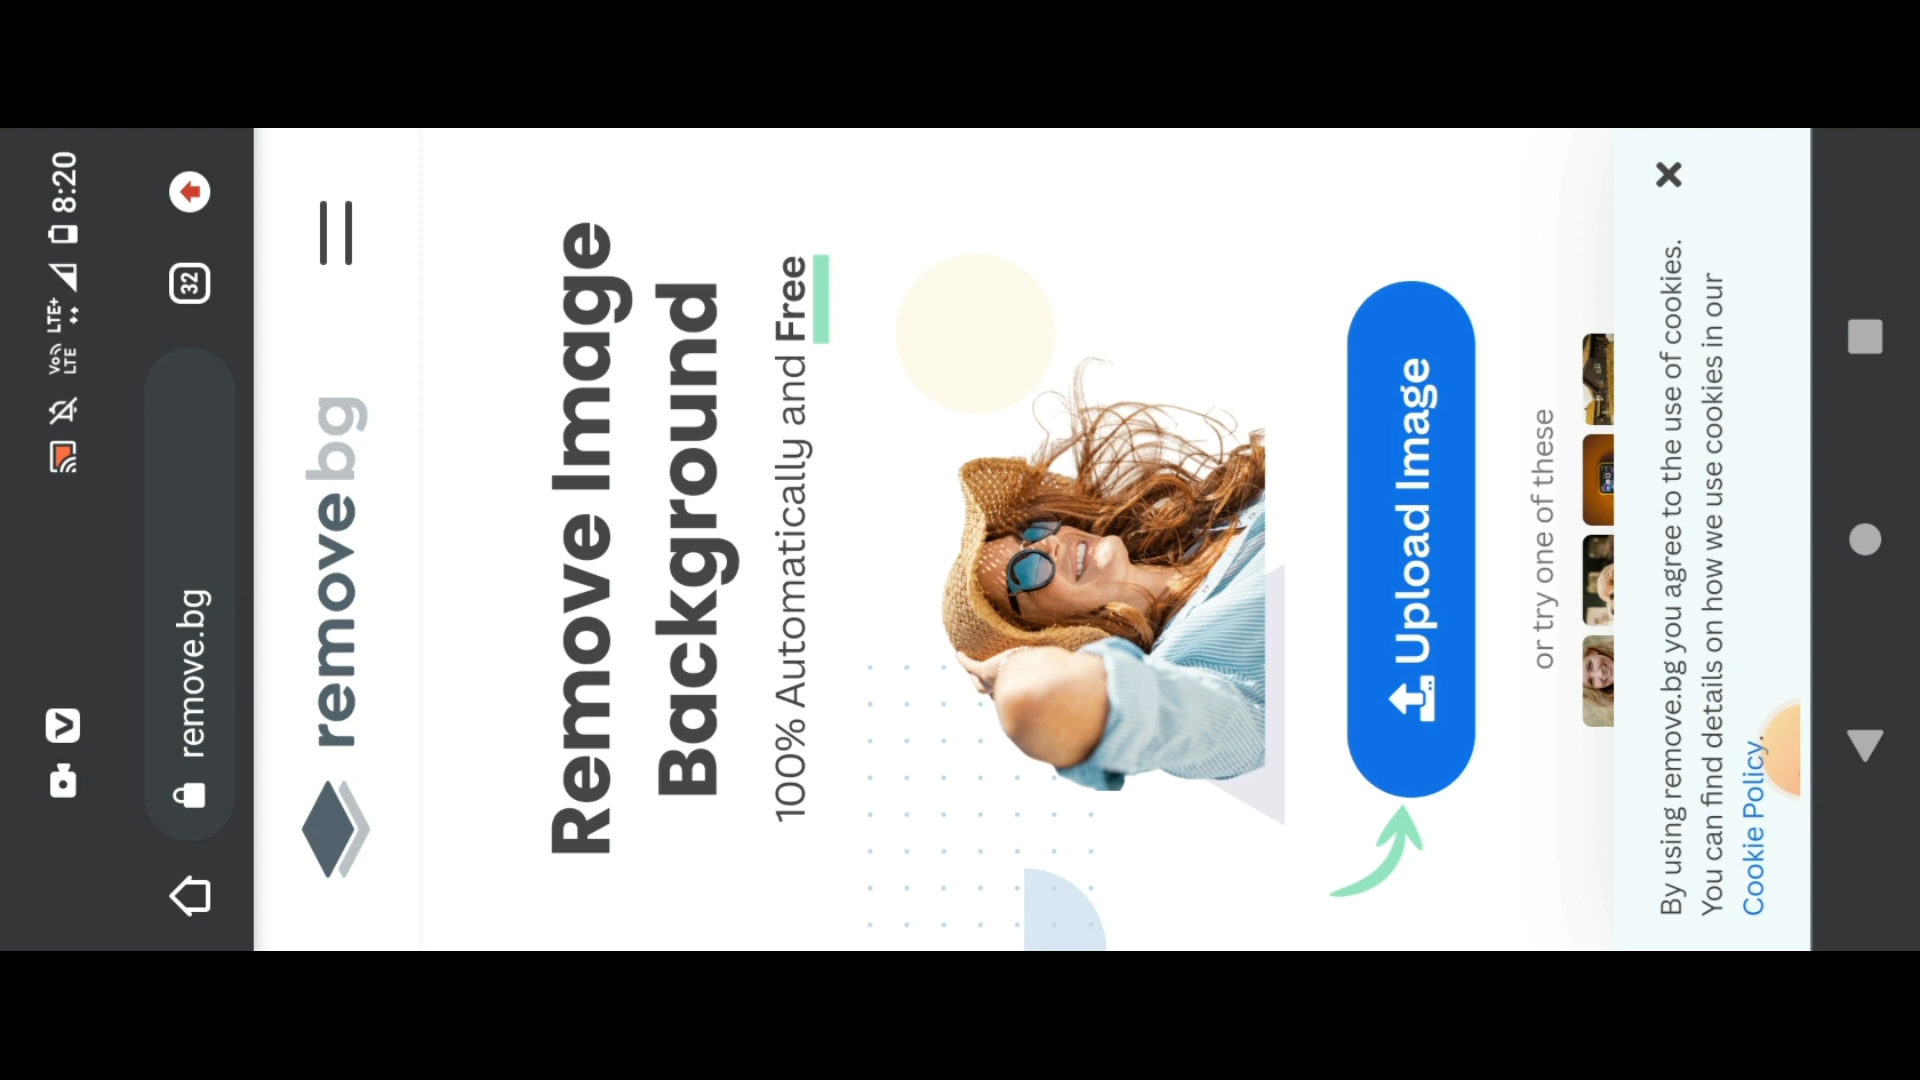 VoLTE LTE+ 8:20
remove.bg 32
removebg
Remove Image
Background
100% Automatically and Free
Upload Image
or try one of these
By using remove.bg you agree to the use of cookies.
You can find details on how we use cookies in our
Cookie Policy.